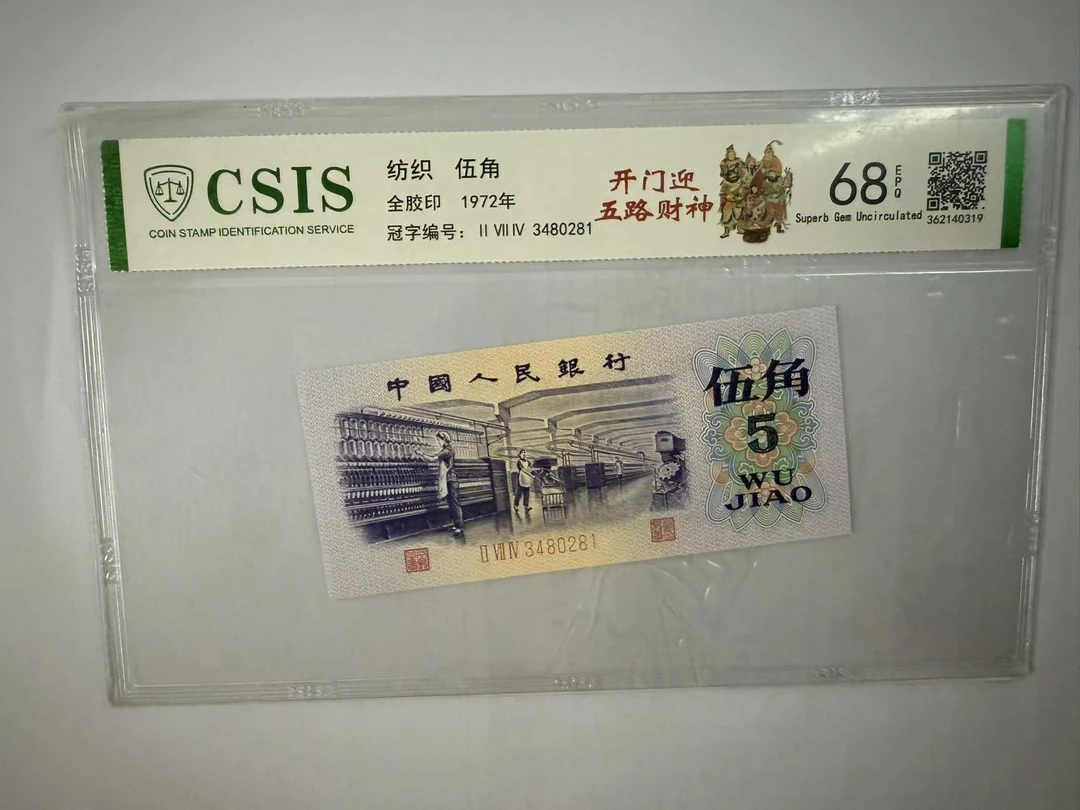 CSIS
COIN STAMP IDENTIFICATION SERVICE
纺织 伍角
全胶印 1972年
冠字编号： II VII IV 3480281
开门迎
五路财神
68 EPQ
Superb Gem Uncirculated
362140319
中國人民銀行
伍角
5
WU
JIAO
II VII IV 3480281